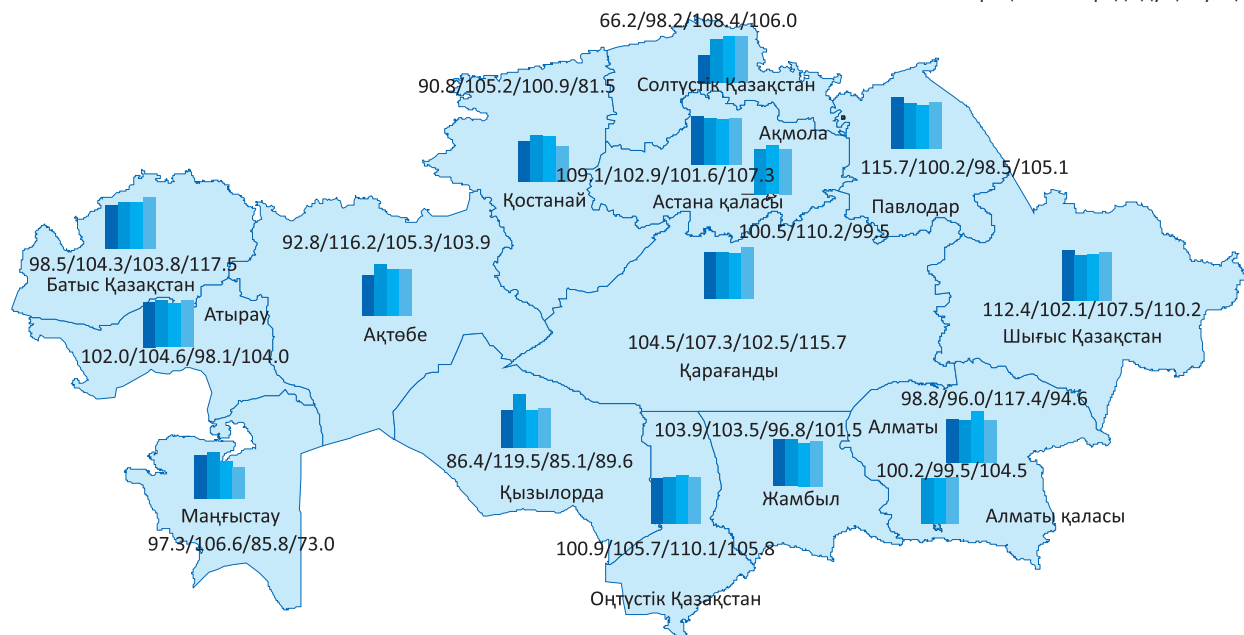 66.2/98.2/108.4/106.0
90.8/105.2/100.9/81.5
Солтүстік Қазақстан
Ақмола
115.7/100.2/98.5/105.1
109.1/102.9/101.6/107.3
Қостанай
Астана қаласы
Павлодар
100.5/110.2/99.5
92.8/116.2/105.3/103.9
98.5/104.3/103.8/117.5
Батыс Қазақстан
Атырау
112.4/102.1/107.5/110.2
Ақтөбе
Шығыс Қазақстан
104.5/107.3/102.5/115.7
102.0/104.6/98.1/104.0
Қарағанды
98.8/96.0/117.4/94.6
Алматы
103.9/103.5/96.8/101.5
86.4/119.5/85.1/89.6
100.2/99.5/104.5
Қызылорда
Жамбыл
Маңғыстау
Алматы қаласы
97.3/106.6/85.8/73.0
100.9/105.7/110.1/105.8
Оңтүстік Қазақстан